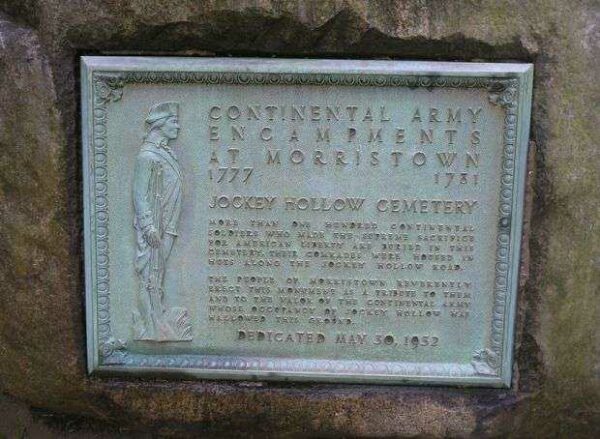 CONTINENTAL ARMY
ENCAMPMENTS
AT MORRISTOWN
1777 1781
JOCKEY HOLLOW CEMETERY
MORE THAN ONE HUNDRED CONTINENTAL
SOLDIERS WHO MADE THE SUPREME SACRIFICE
FOR AMERICAN LIBERTY ARE BURIED IN THIS
CEMETERY. THEIR COMRADES WERE HOUSED IN
HUTS ALONG THE JOCKEY HOLLOW ROAD.
THE PEOPLE OF MORRISTOWN REVERENTLY
ERECT THIS MONUMENT AS A TRIBUTE TO THEM
AND TO THE VALOR OF THE CONTINENTAL ARMY
WHOSE OCCUPANCY OF JOCKEY HOLLOW HAS
HALLOWED THIS GROUND.
DEDICATED MAY 30, 1932